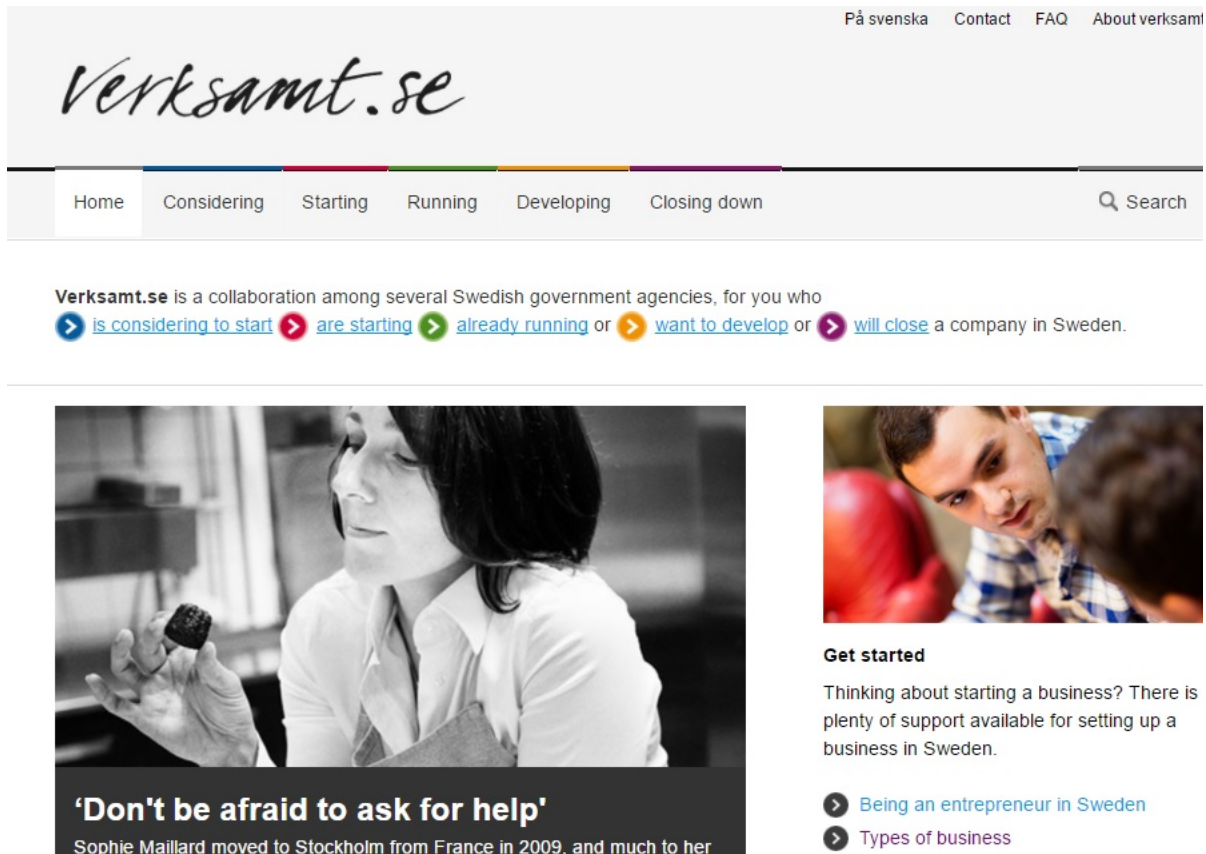 På svenska Contact FAQ About verksamt
Verksamt.se
Home Considering Starting Running Developing Closing down Search
Verksamt.se is a collaboration among several Swedish government agencies, for you who
is considering to start are starting already running or want to develop or will close a company in Sweden.
‘Don't be afraid to ask for help'
Sophie Maillard moved to Stockholm from France in 2009, and much to her
Get started
Thinking about starting a business? There is
plenty of support available for setting up a
business in Sweden.
Being an entrepreneur in Sweden
Types of business